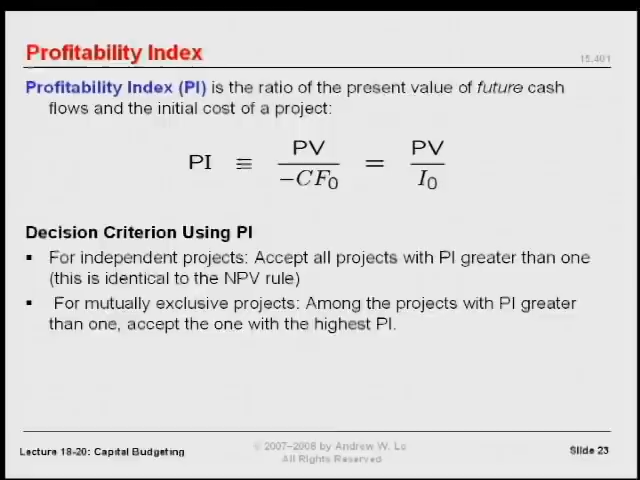 Profitability Index
15.401
Profitability Index (PI) is the ratio of the present value of future cash
flows and the initial cost of a project:
PI ≡ PV / −CF₀ = PV / I₀
Decision Criterion Using PI
▪ For independent projects: Accept all projects with PI greater than one
(this is identical to the NPV rule)
▪ For mutually exclusive projects: Among the projects with PI greater
than one, accept the one with the highest PI.
Lecture 18-20: Capital Budgeting
© 2007–2008 by Andrew W. Lo
All Rights Reserved
Slide 23